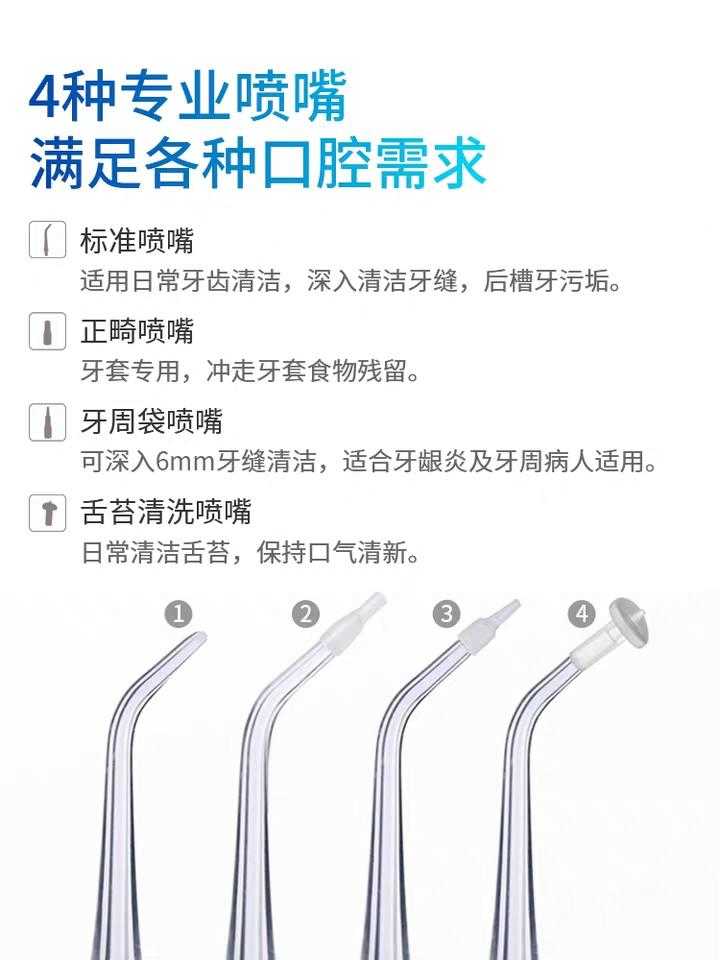 4种专业喷嘴
满足各种口腔需求
标准喷嘴
适用日常牙齿清洁，深入清洁牙缝，后槽牙污垢。
正畸喷嘴
牙套专用，冲走牙套食物残留。
牙周袋喷嘴
可深入6mm牙缝清洁，适合牙龈炎及牙周病人适用。
舌苔清洗喷嘴
日常清洁舌苔，保持口气清新。
1 2 3 4